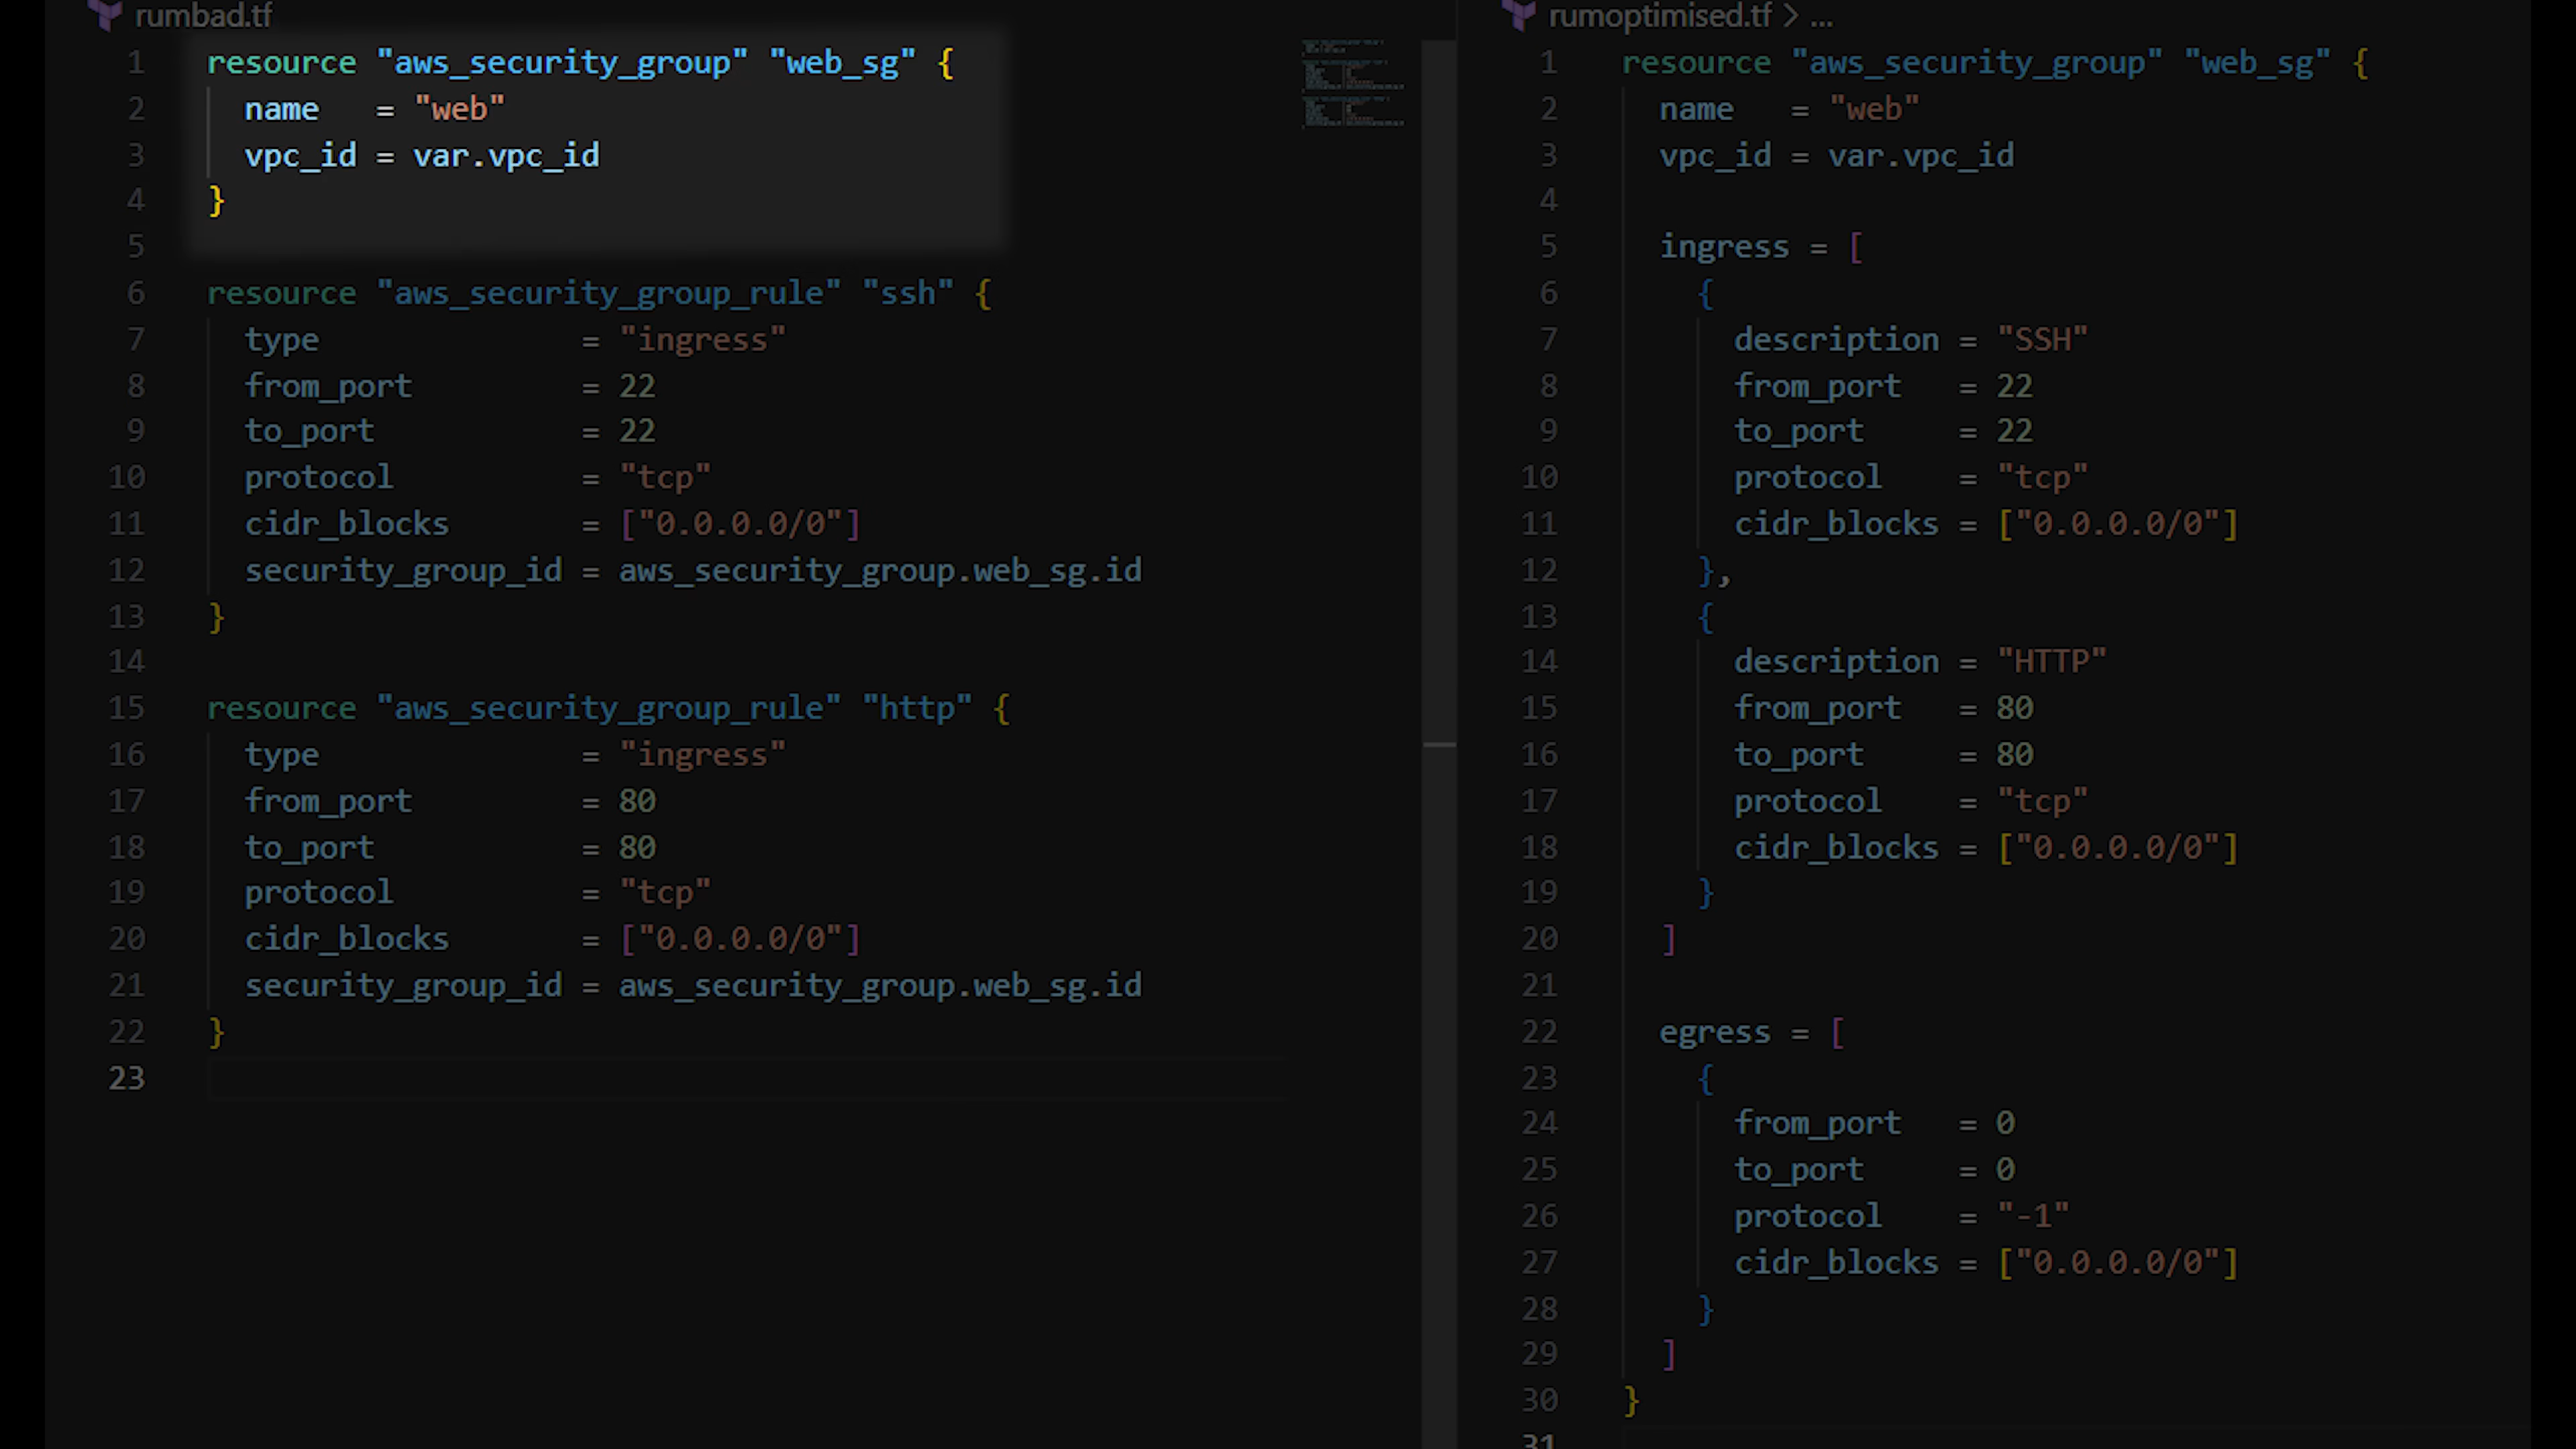 rumbad.tf
1 resource "aws_security_group" "web_sg" {
2 name = "web"
3 vpc_id = var.vpc_id
4 }
5
6 resource "aws_security_group_rule" "ssh" {
7 type = "ingress"
8 from_port = 22
9 to_port = 22
10 protocol = "tcp"
11 cidr_blocks = ["0.0.0.0/0"]
12 security_group_id = aws_security_group.web_sg.id
13 }
14
15 resource "aws_security_group_rule" "http" {
16 type = "ingress"
17 from_port = 80
18 to_port = 80
19 protocol = "tcp"
20 cidr_blocks = ["0.0.0.0/0"]
21 security_group_id = aws_security_group.web_sg.id
22 }
23
rumoptimised.tf > ...
1 resource "aws_security_group" "web_sg" {
2 name = "web"
3 vpc_id = var.vpc_id
4
5 ingress = [
6 {
7 description = "SSH"
8 from_port = 22
9 to_port = 22
10 protocol = "tcp"
11 cidr_blocks = ["0.0.0.0/0"]
12 },
13 {
14 description = "HTTP"
15 from_port = 80
16 to_port = 80
17 protocol = "tcp"
18 cidr_blocks = ["0.0.0.0/0"]
19 }
20 ]
21
22 egress = [
23 {
24 from_port = 0
25 to_port = 0
26 protocol = "-1"
27 cidr_blocks = ["0.0.0.0/0"]
28 }
29 ]
30 }
31